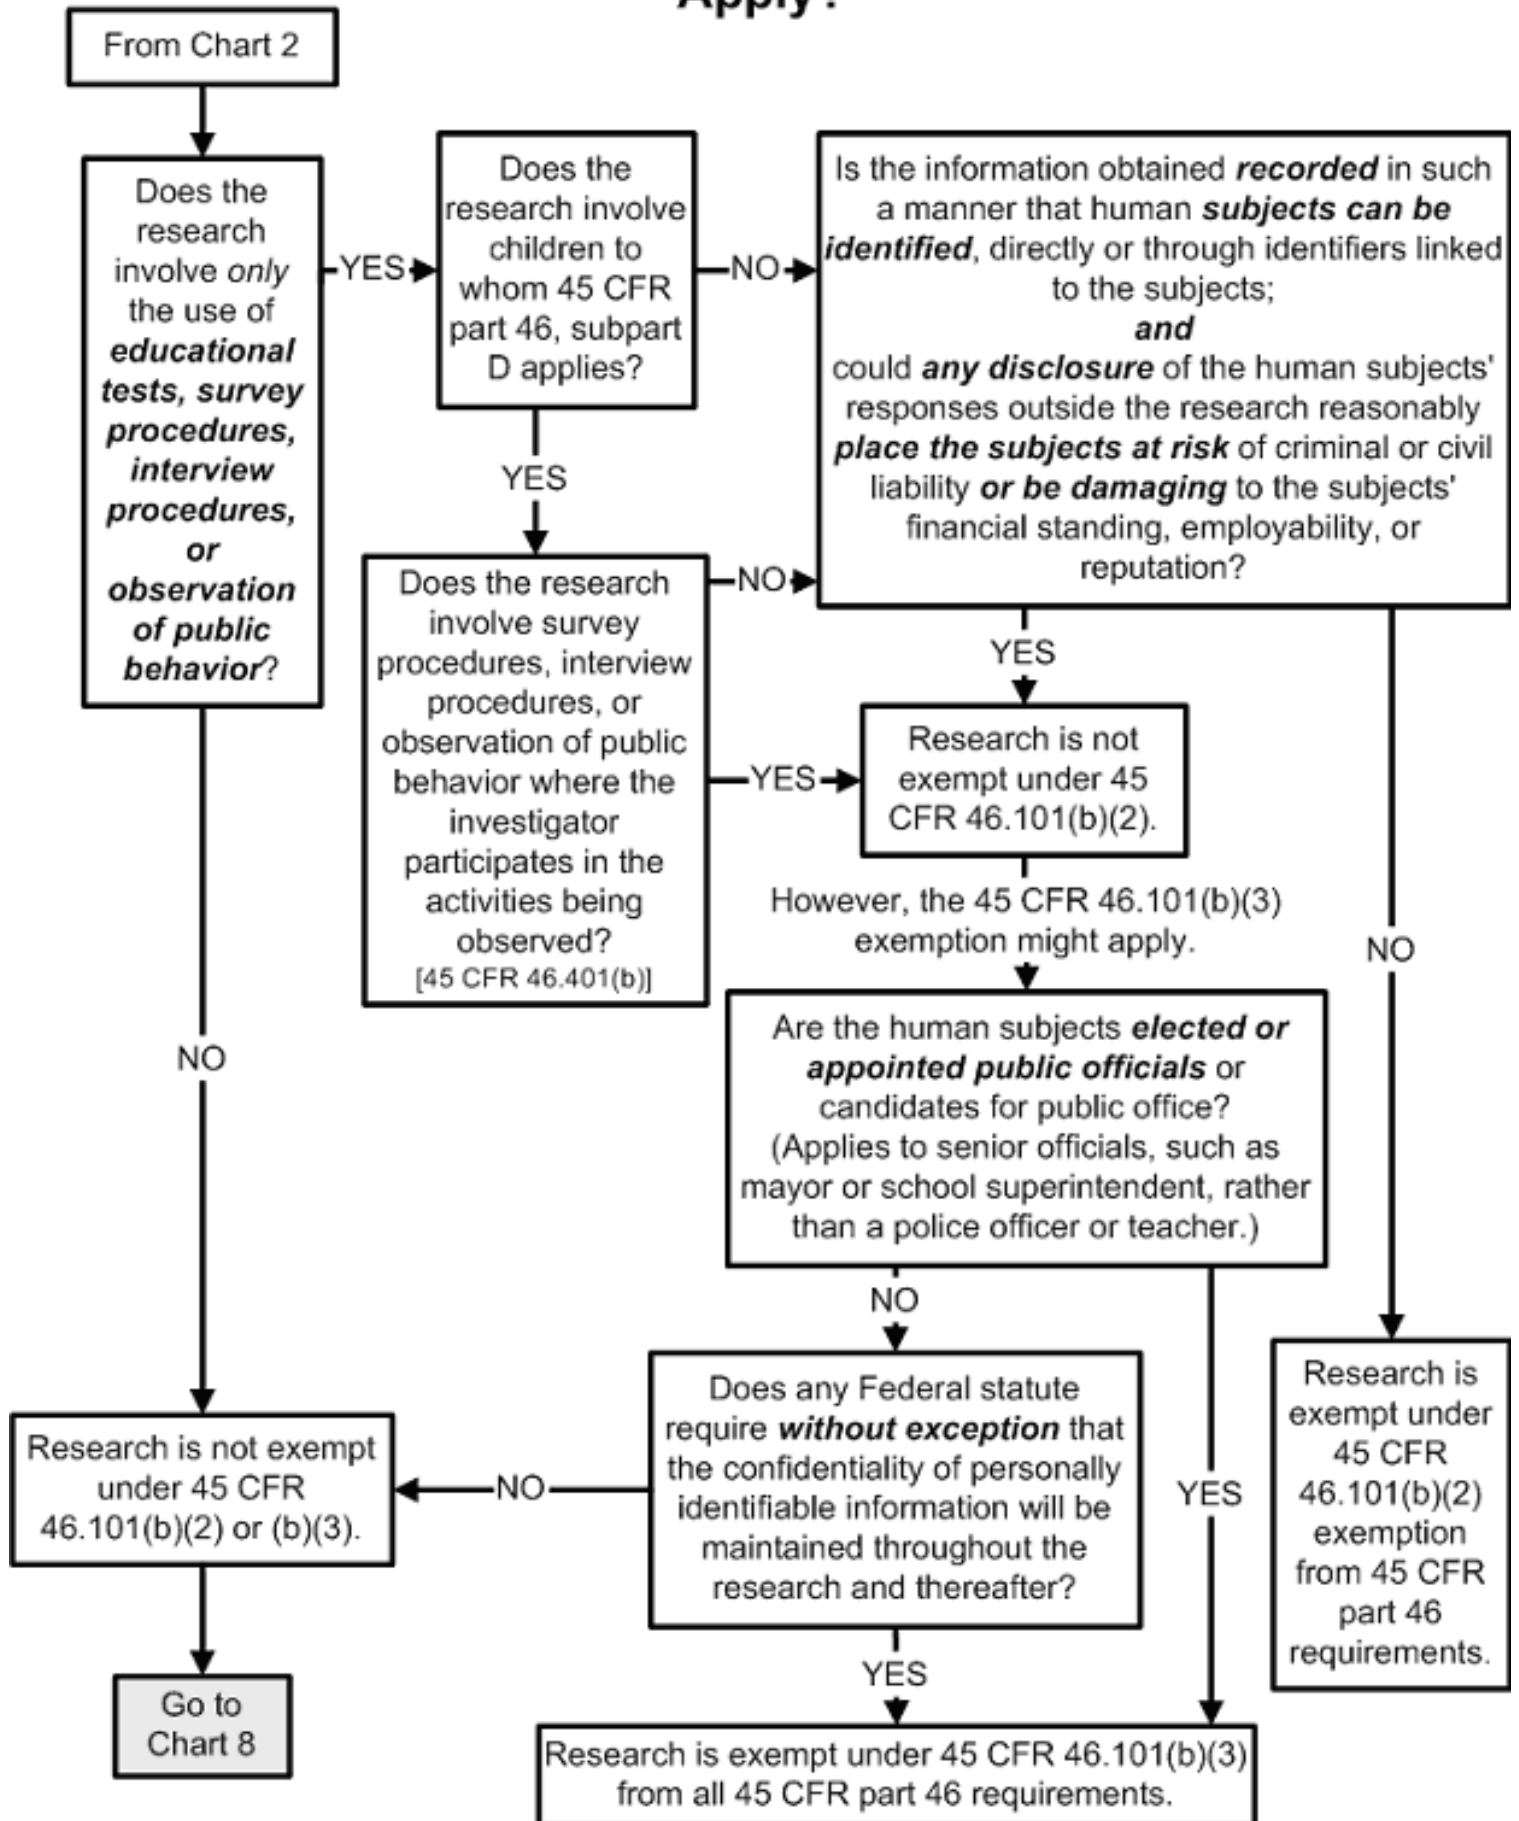 Apply?
From Chart 2
Does the
research
involve only
the use of
educational
tests, survey
procedures,
interview
procedures,
or
observation
of public
behavior?
YES
Does the
research involve
children to
whom 45 CFR
part 46, subpart
D applies?
NO
Is the information obtained recorded in such
a manner that human subjects can be
identified, directly or through identifiers linked
to the subjects;
and
could any disclosure of the human subjects'
responses outside the research reasonably
place the subjects at risk of criminal or civil
liability or be damaging to the subjects'
financial standing, employability, or
reputation?
YES
Does the research
involve survey
procedures, interview
procedures, or
observation of public
behavior where the
investigator
participates in the
activities being
observed?
[45 CFR 46.401(b)]
NO
YES
YES
Research is not
exempt under 45
CFR 46.101(b)(2).
However, the 45 CFR 46.101(b)(3)
exemption might apply.
NO
NO
Are the human subjects elected or
appointed public officials or
candidates for public office?
(Applies to senior officials, such as
mayor or school superintendent, rather
than a police officer or teacher.)
NO
YES
Does any Federal statute
require without exception that
the confidentiality of personally
identifiable information will be
maintained throughout the
research and thereafter?
NO
Research is not exempt
under 45 CFR
46.101(b)(2) or (b)(3).
Research is
exempt under
45 CFR
46.101(b)(2)
exemption
from 45 CFR
part 46
requirements.
YES
Go to
Chart 8
Research is exempt under 45 CFR 46.101(b)(3)
from all 45 CFR part 46 requirements.